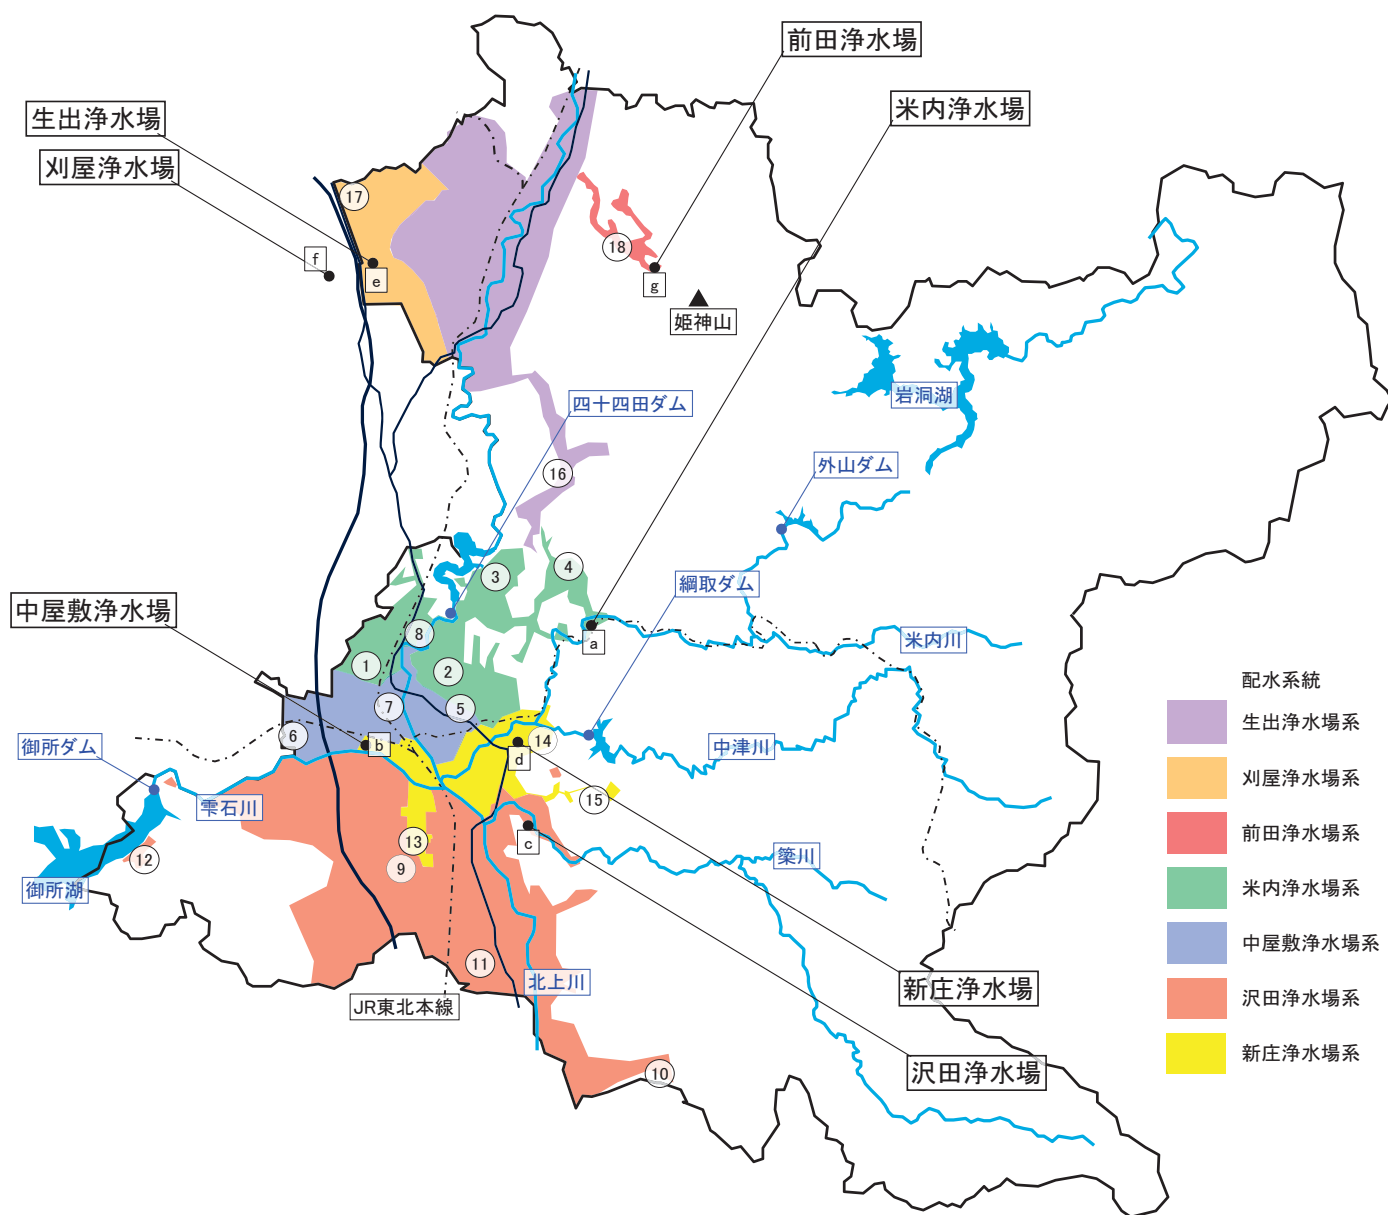 前田浄水場
米内浄水場
生出浄水場
刈屋浄水場
17
f
e
18
g
姫神山
岩洞湖
四十四田ダム
外山ダム
16
綱取ダム
中屋敷浄水場
3
4
8
a
米内川
1
2
7
5
6
b
14
d
御所ダム
中津川
雫石川
15
13
c
12
9
簗川
御所湖
11
北上川
JR東北本線
新庄浄水場
沢田浄水場
10
配水系統
生出浄水場系
刈屋浄水場系
前田浄水場系
米内浄水場系
中屋敷浄水場系
沢田浄水場系
新庄浄水場系